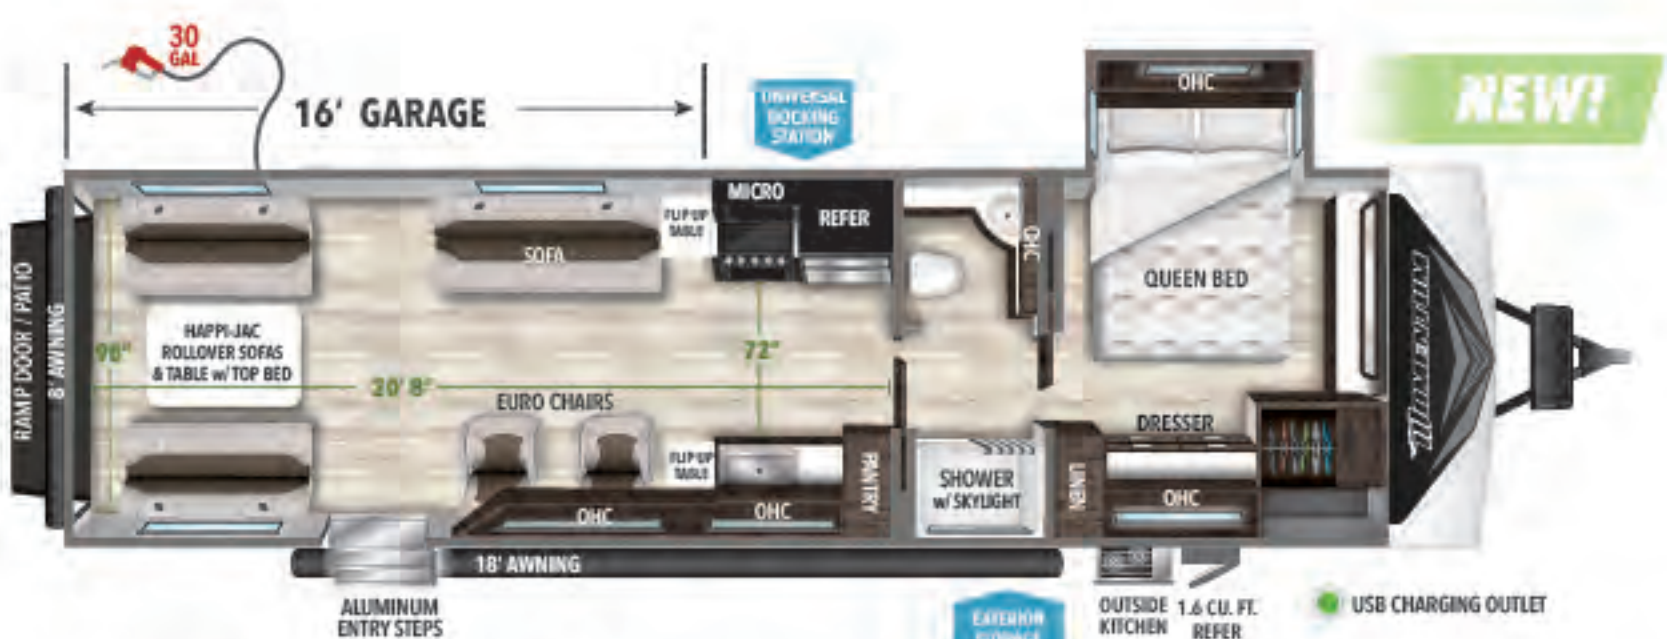 30
GAL
16' GARAGE
UNIVERSAL
DOCKING
STATION
OHC
NEW!
MICRO
REFER
FLIP UP
TABLE
SOFA
OHC
QUEEN BED
RAMP DOOR / PATIO
8' AWNING
HAPPI-JAC
ROLLOVER SOFAS
& TABLE w/ TOP BED
72"
20' 8"
EURO CHAIRS
DRESSER
FLIP UP
TABLE
PANTRY
SHOWER
w/ SKYLIGHT
LINEN
OHC
OHC
OHC
18' AWNING
ALUMINUM
ENTRY STEPS
EXTERIOR
STORAGE
OUTSIDE
KITCHEN
1.6 CU. FT.
REFER
USB CHARGING OUTLET